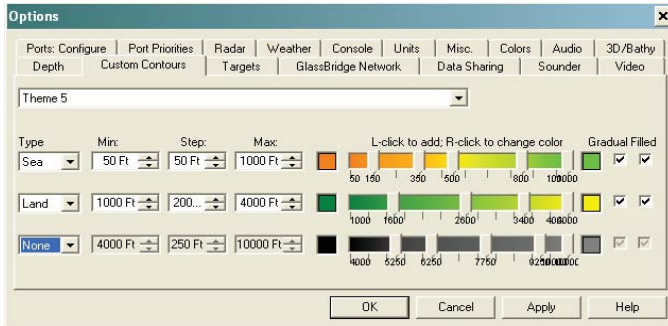 Options
Ports: Configure Port Priorities Radar Weather Console Units Misc. Colors Audio 3D/Bathy
Depth Custom Contours Targets GlassBridge Network Data Sharing Sounder Video
Theme 5
Type Min: Step: Max: L-click to add; R-click to change color Gradual Filled
Sea 50 Ft 50 Ft 1000 Ft
50 150 350 500 800
Land 1000 Ft 200... 4000 Ft
1000 1600 2600 3400
None 4000 Ft 250 Ft 10000 Ft
4000 5250 6250 7750
OK Cancel Apply Help